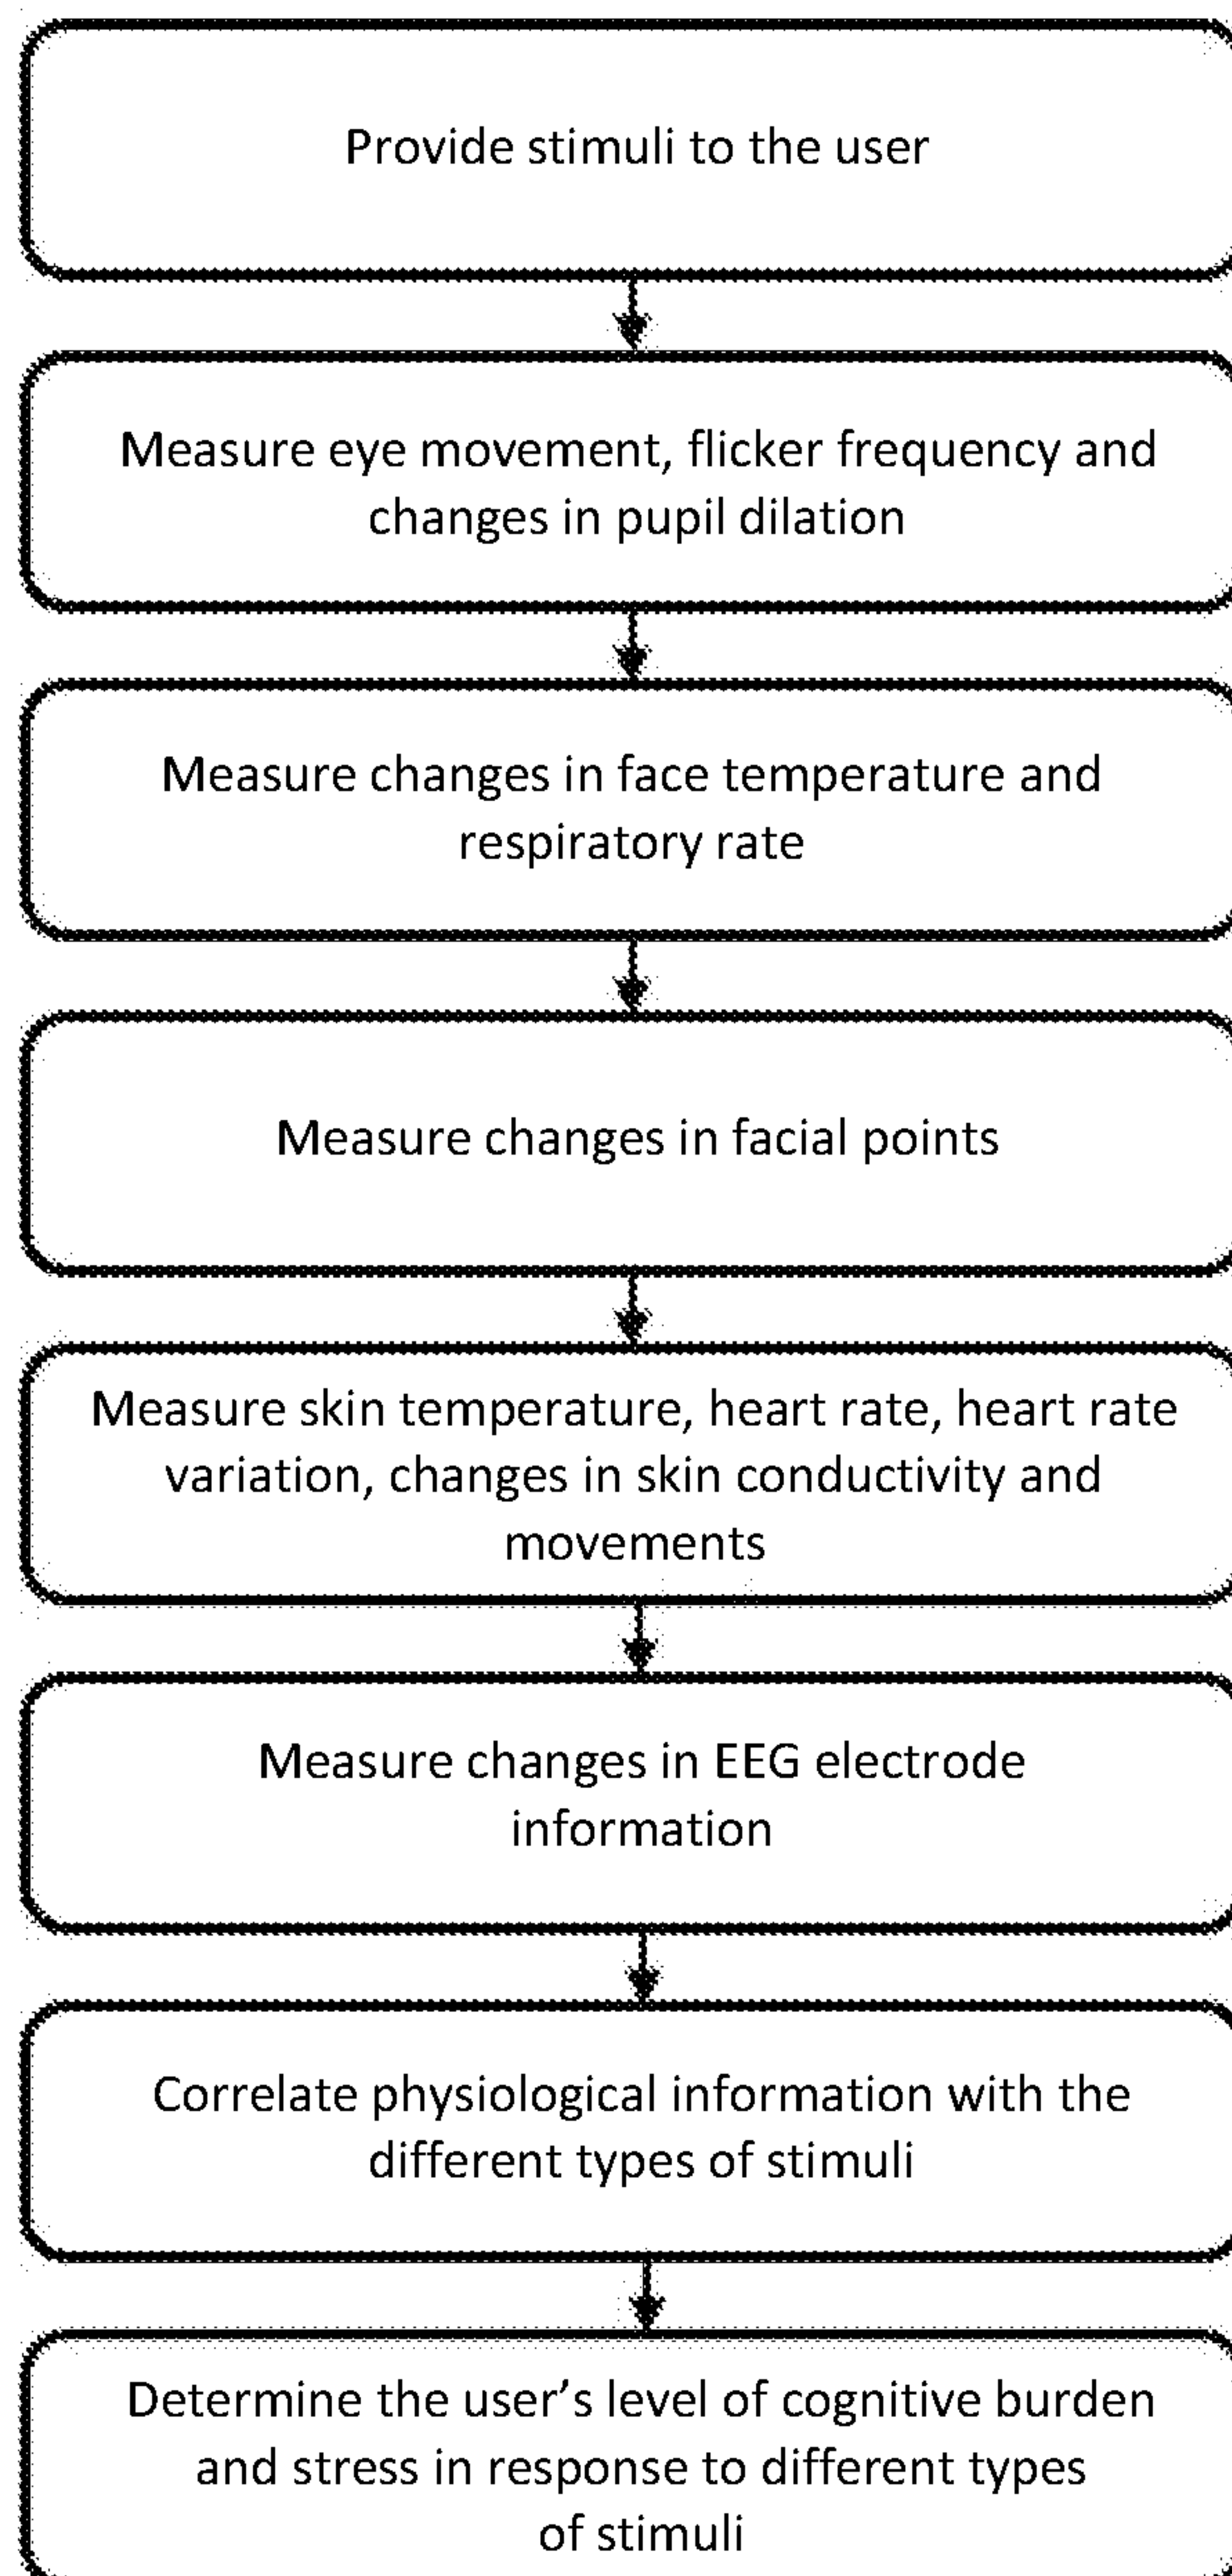 Provide stimuli to the user
Measure eye movement, flicker frequency and
changes in pupil dilation
Measure changes in face temperature and
respiratory rate
Measure changes in facial points
Measure skin temperature, heart rate, heart rate
variation, changes in skin conductivity and
movements
Measure changes in EEG electrode
information
Correlate physiological information with the
different types of stimuli
Determine the user’s level of cognitive burden
and stress in response to different types
of stimuli